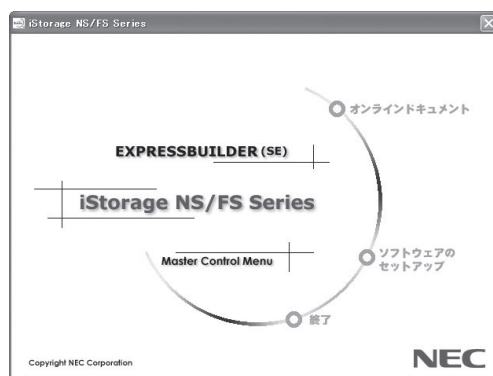 iStorage NS/FS Series
オンラインドキュメント
EXPRESSBUILDER (SE)
iStorage NS/FS Series
ソフトウェアの
セットアップ
Master Control Menu
終了
Copyright NEC Corporation
NEC